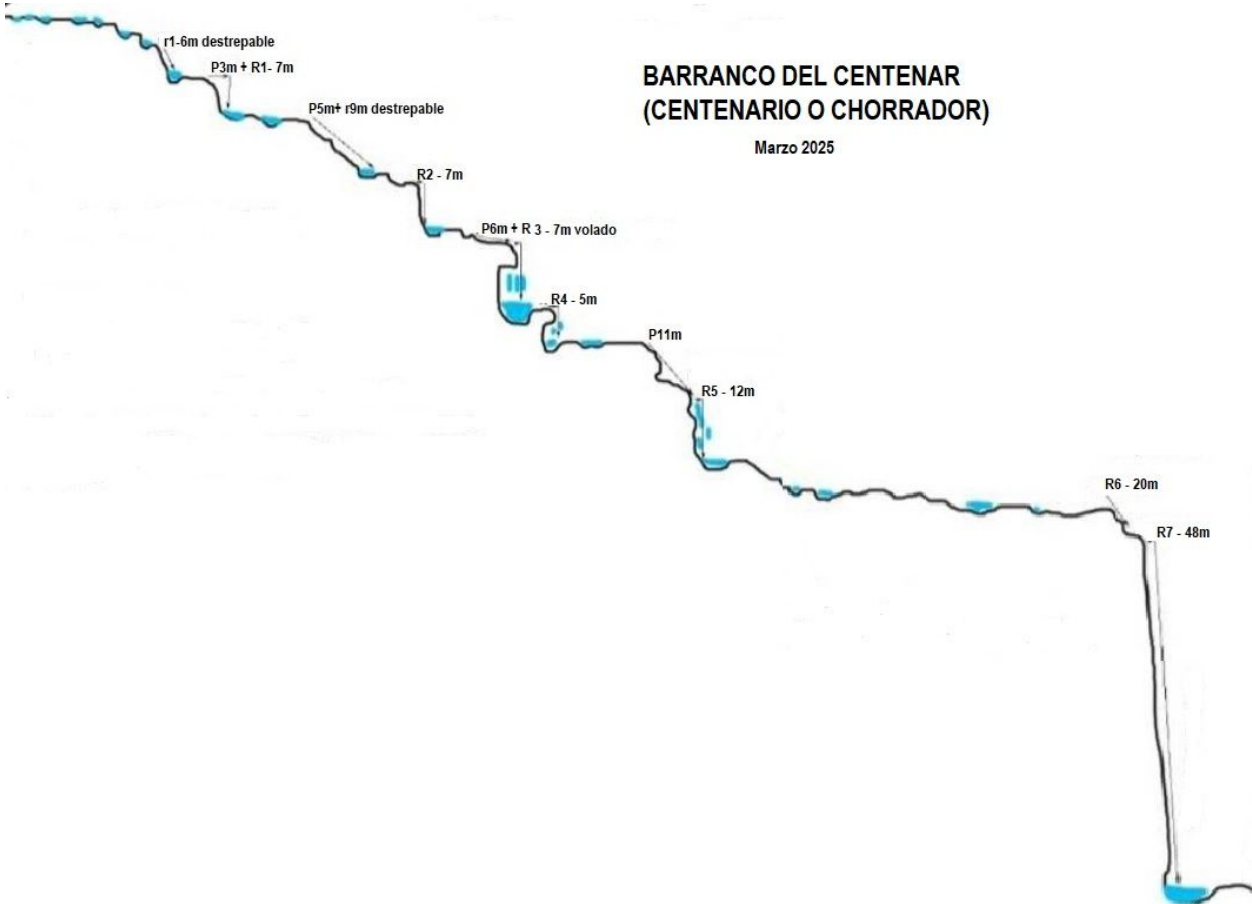 r1-6m destrepable
P3m + R1- 7m
BARRANCO DEL CENTENAR
(CENTENARIO O CHORRADOR)
Marzo 2025
P5m+ r9m destrepable
R2 - 7m
P6m + R 3 - 7m volado
R4 - 5m
P11m
R5 - 12m
R6 - 20m
R7 - 48m